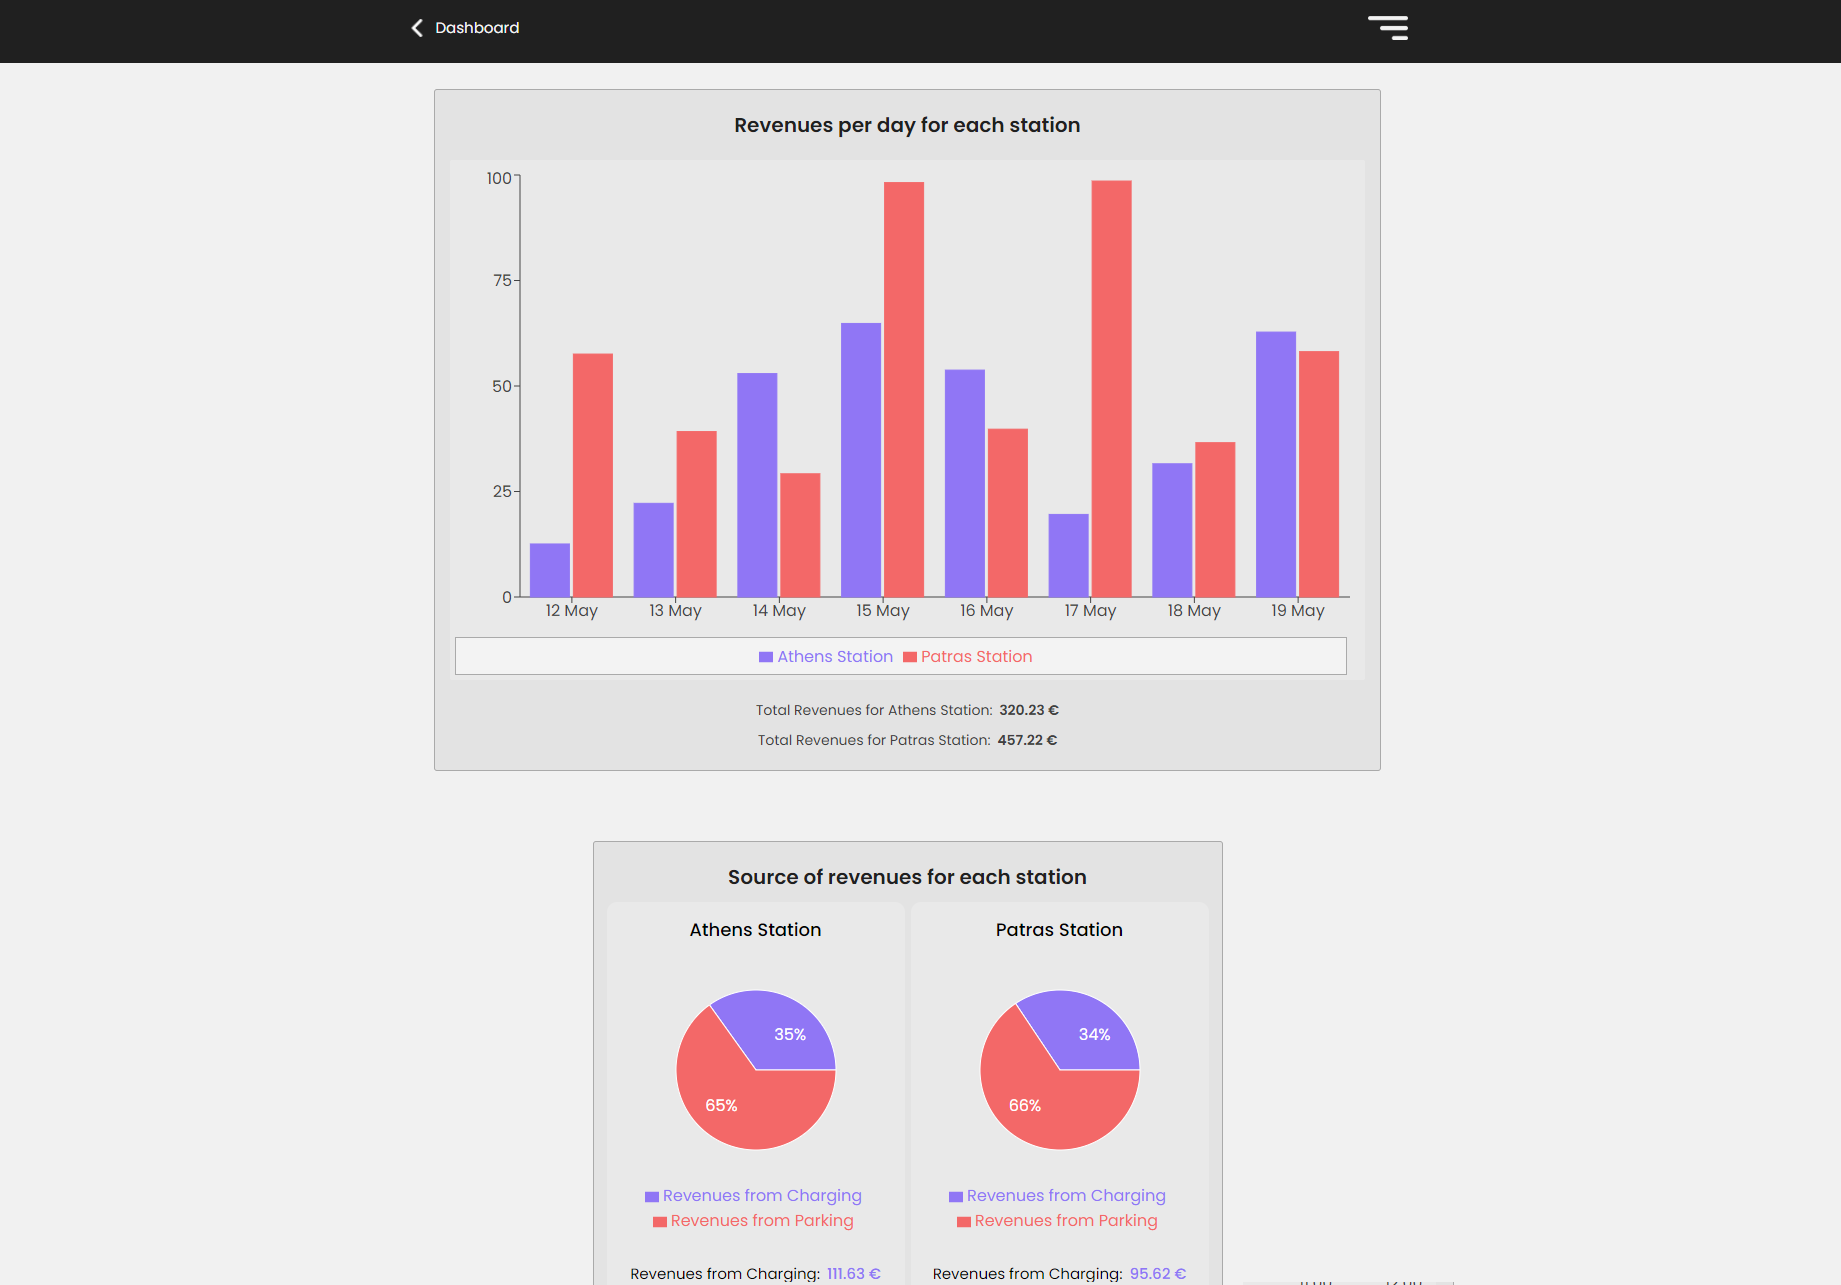 Dashboard
Revenues per day for each station
100
75
50
25
0
12 May 13 May 14 May 15 May 16 May 17 May 18 May 19 May
Athens Station Patras Station
Total Revenues for Athens Station: 320.23 €
Total Revenues for Patras Station: 457.22 €
Source of revenues for each station
Athens Station Patras Station
35% 34%
65% 66%
Revenues from Charging Revenues from Charging
Revenues from Parking Revenues from Parking
Revenues from Charging: 111.63 € Revenues from Charging: 95.62 €